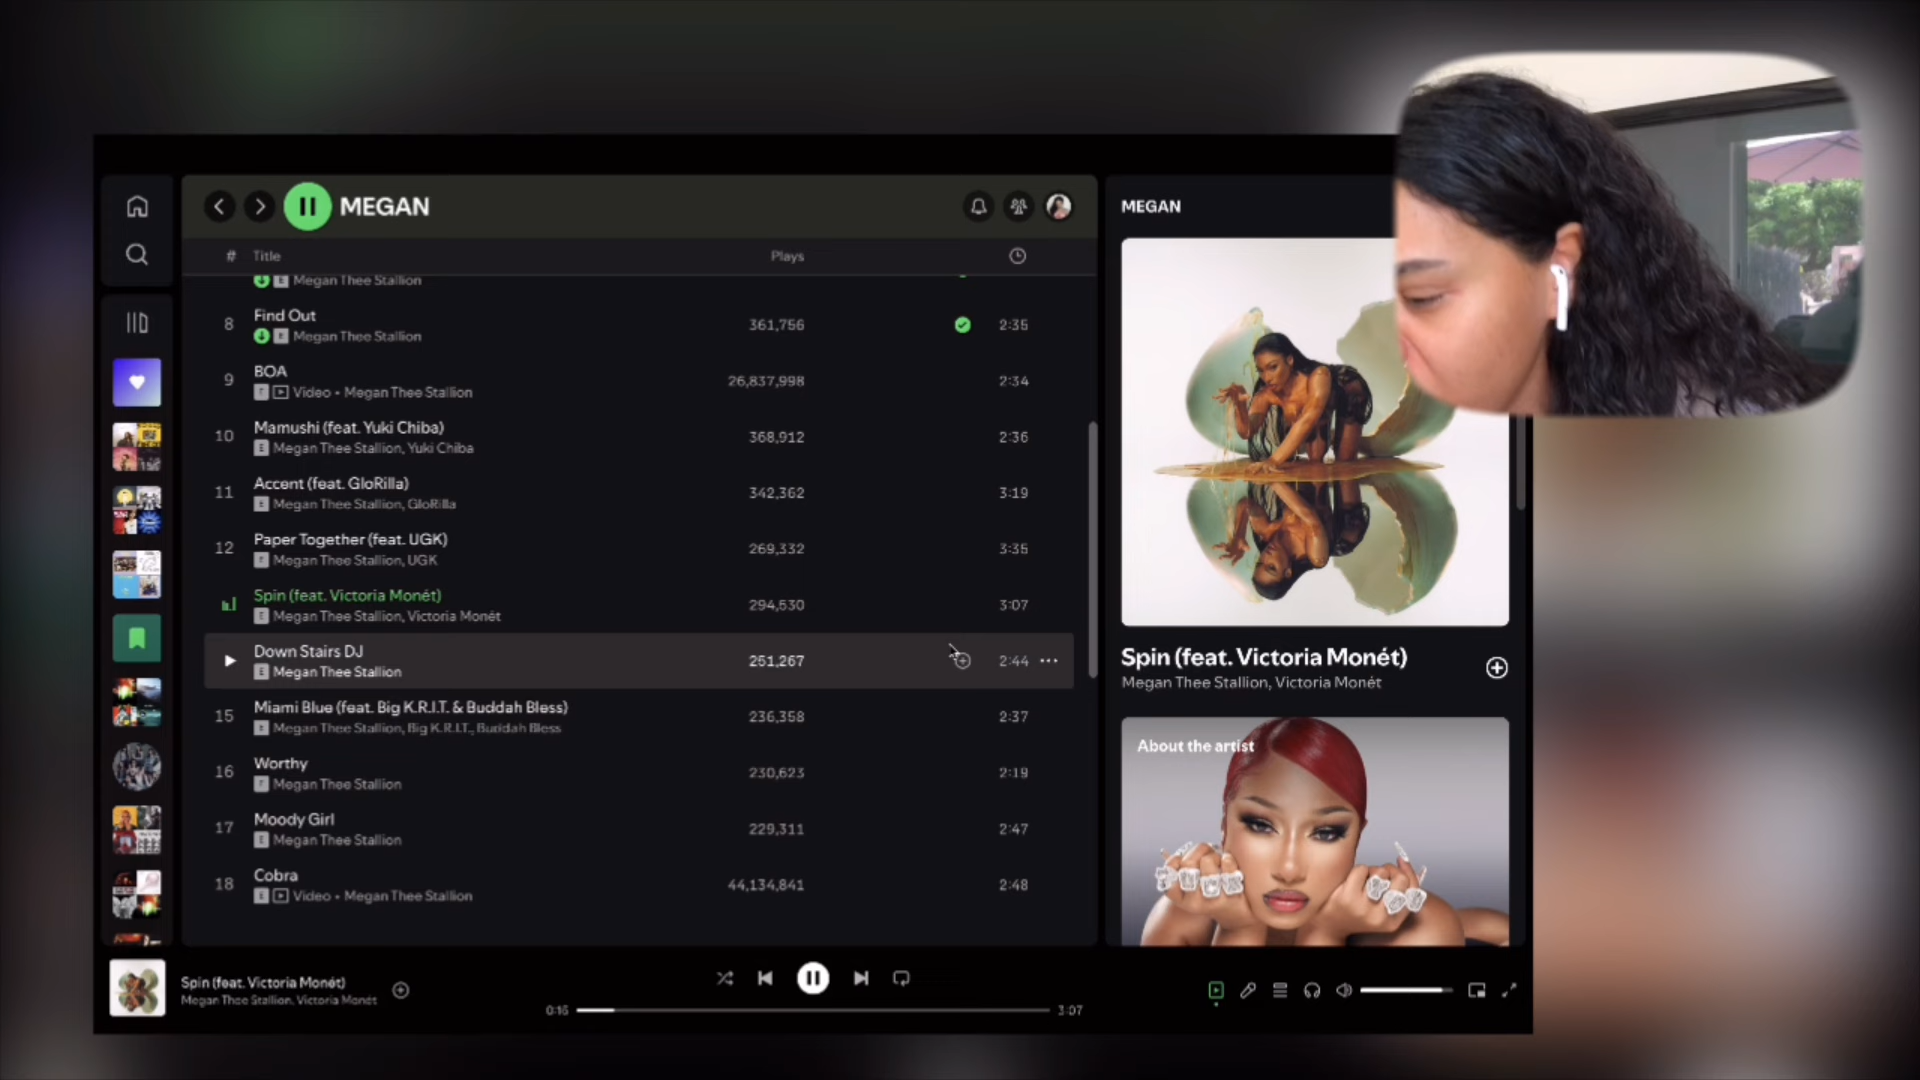 MEGAN
# Title Plays
E Megan Thee Stallion
8 Find Out 361,756 2:35
E Megan Thee Stallion
9 BOA 26,837,998 2:34
E Video • Megan Thee Stallion
10 Mamushi (feat. Yuki Chiba) 368,912 2:36
E Megan Thee Stallion, Yuki Chiba
11 Accent (feat. GloRilla) 342,362 3:19
E Megan Thee Stallion, GloRilla
12 Paper Together (feat. UGK) 269,332 3:35
E Megan Thee Stallion, UGK
Spin (feat. Victoria Monét) 294,530 3:07
E Megan Thee Stallion, Victoria Monét
Down Stairs DJ 251,267 2:44
E Megan Thee Stallion
15 Miami Blue (feat. Big K.R.I.T. & Buddah Bless) 236,358 2:37
E Megan Thee Stallion, Big K.R.I.T., Buddah Bless
16 Worthy 230,623 2:19
E Megan Thee Stallion
17 Moody Girl 229,311 2:47
E Megan Thee Stallion
18 Cobra 44,134,841 2:48
E Video • Megan Thee Stallion
MEGAN
Spin (feat. Victoria Monét)
Megan Thee Stallion, Victoria Monét
About the artist
Spin (feat. Victoria Monét)
Megan Thee Stallion, Victoria Monét
0:16 3:07